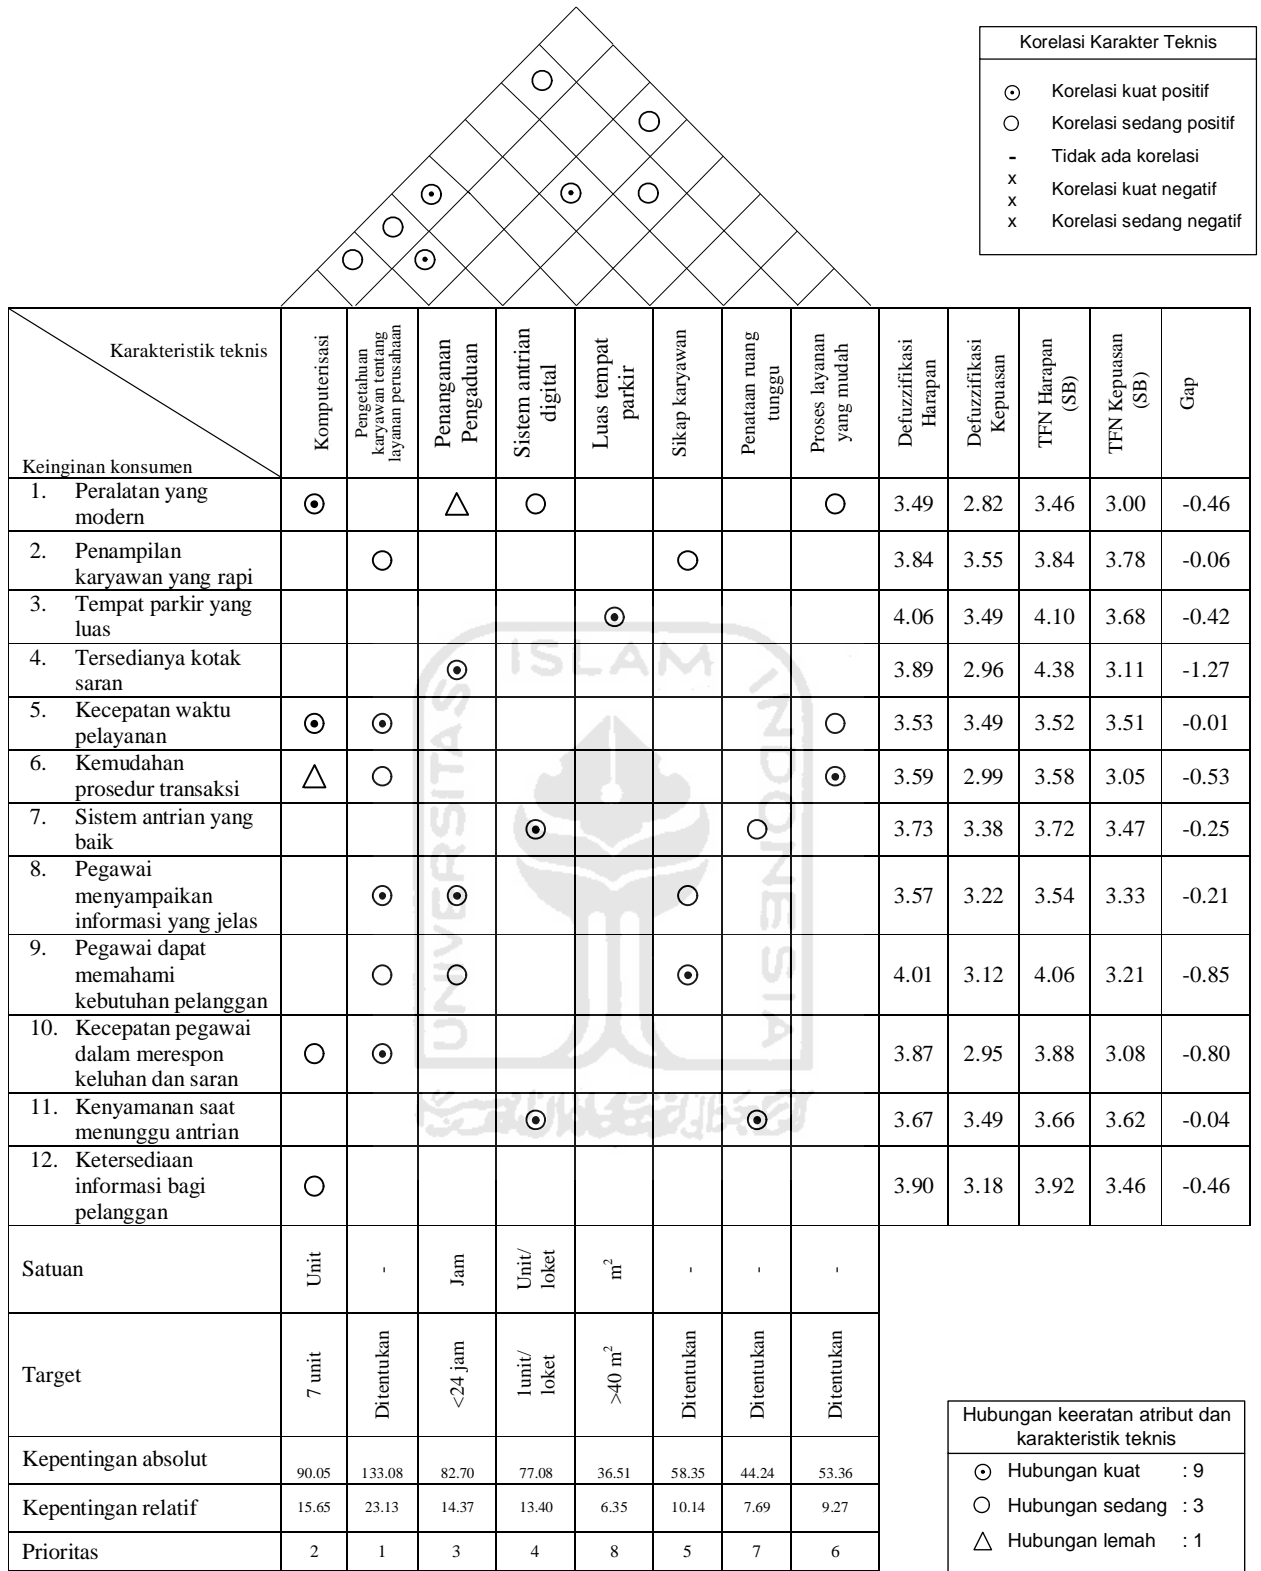 Korelasi Karakter Teknis
Korelasi kuat positif
Korelasi sedang positif
- Tidak ada korelasi
x
x Korelasi kuat negatif
x Korelasi sedang negatif
Karakteristik teknis
Keinginan konsumen
Komputerisasi
Pengetahuan
karyawan tentang
layanan perusahaan
Penanganan
Pengaduan
Sistem antrian
digital
Luas tempat
parkir
Sikap karyawan
Penataan ruang
tunggu
Proses layanan
yang mudah
Defuzzifikasi
Harapan
Defuzzifikasi
Kepuasan
TFN Harapan
(SB)
TFN Kepuasan
(SB)
Gap
1. Peralatan yang
modern
3.49 2.82 3.46 3.00 -0.46
2. Penampilan
karyawan yang rapi
3.84 3.55 3.84 3.78 -0.06
3. Tempat parkir yang
luas
4.06 3.49 4.10 3.68 -0.42
4. Tersedianya kotak
saran
3.89 2.96 4.38 3.11 -1.27
5. Kecepatan waktu
pelayanan
3.53 3.49 3.52 3.51 -0.01
6. Kemudahan
prosedur transaksi
3.59 2.99 3.58 3.05 -0.53
7. Sistem antrian yang
baik
3.73 3.38 3.72 3.47 -0.25
8. Pegawai
menyampaikan
informasi yang jelas
3.57 3.22 3.54 3.33 -0.21
9. Pegawai dapat
memahami
kebutuhan pelanggan
4.01 3.12 4.06 3.21 -0.85
10. Kecepatan pegawai
dalam merespon
keluhan dan saran
3.87 2.95 3.88 3.08 -0.80
11. Kenyamanan saat
menunggu antrian
3.67 3.49 3.66 3.62 -0.04
12. Ketersediaan
informasi bagi
pelanggan
3.90 3.18 3.92 3.46 -0.46
UNIVERSITAS
ISLAM
INDONESIA
Satuan
Unit
-
Jam
Unit/
loket
m²
-
-
-
Target
7 unit
Ditentukan
<24 jam
1unit/
loket
>40 m²
Ditentukan
Ditentukan
Ditentukan
Kepentingan absolut
90.05 133.08 82.70 77.08 36.51 58.35 44.24 53.36
Kepentingan relatif 15.65 23.13 14.37 13.40 6.35 10.14 7.69 9.27
Prioritas 2 1 3 4 8 5 7 6
Hubungan keeratan atribut dan
karakteristik teknis
Hubungan kuat : 9
Hubungan sedang : 3
Hubungan lemah : 1